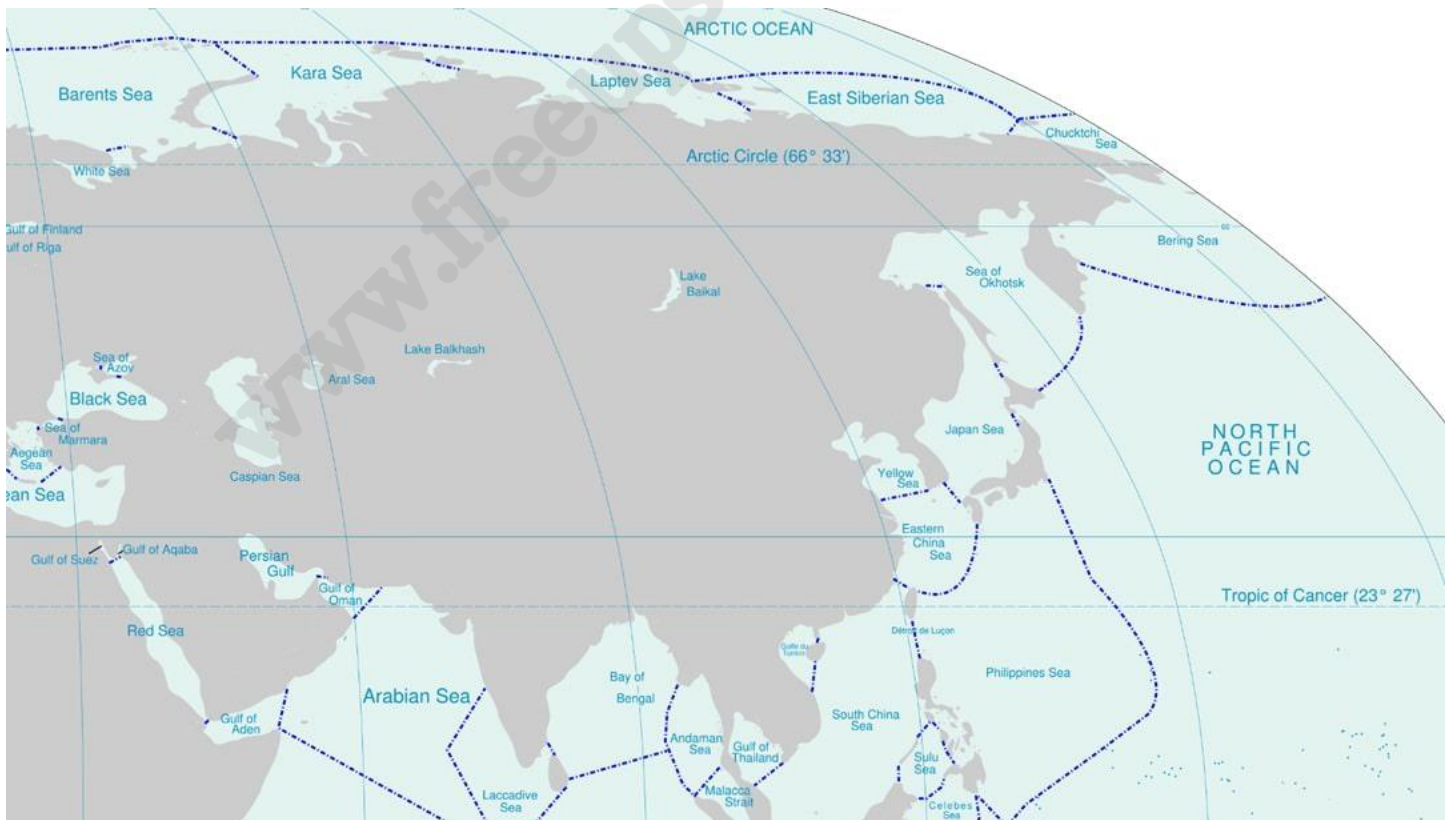 ARCTIC OCEAN
Kara Sea
Barents Sea
Laptev Sea
East Siberian Sea
Chucktchi
Sea
Arctic Circle (66° 33')
White Sea
Gulf of Finland
ulf of Riga
60
Bering Sea
Sea of
Okhotsk
Lake
Baikal
Lake Balkhash
Aral Sea
Sea of
Azov
Black Sea
Sea of
Marmara
Aegean
Sea
ean Sea
Caspian Sea
Japan Sea
NORTH
PACIFIC
OCEAN
Yellow
Sea
Eastern
China
Sea
Gulf of Suez
Gulf of Aqaba
Persian
Gulf
Gulf of
Oman
Tropic of Cancer (23° 27')
Red Sea
Détroit de Luçon
Golfe du
Tonkin
Philippines Sea
Bay of
Bengal
Arabian Sea
Gulf of
Aden
South China
Sea
Andaman
Sea
Gulf of
Thailand
Sulu
Sea
Malacca
Strait
Laccadive
Sea
Celebes
Sea
www.freeups